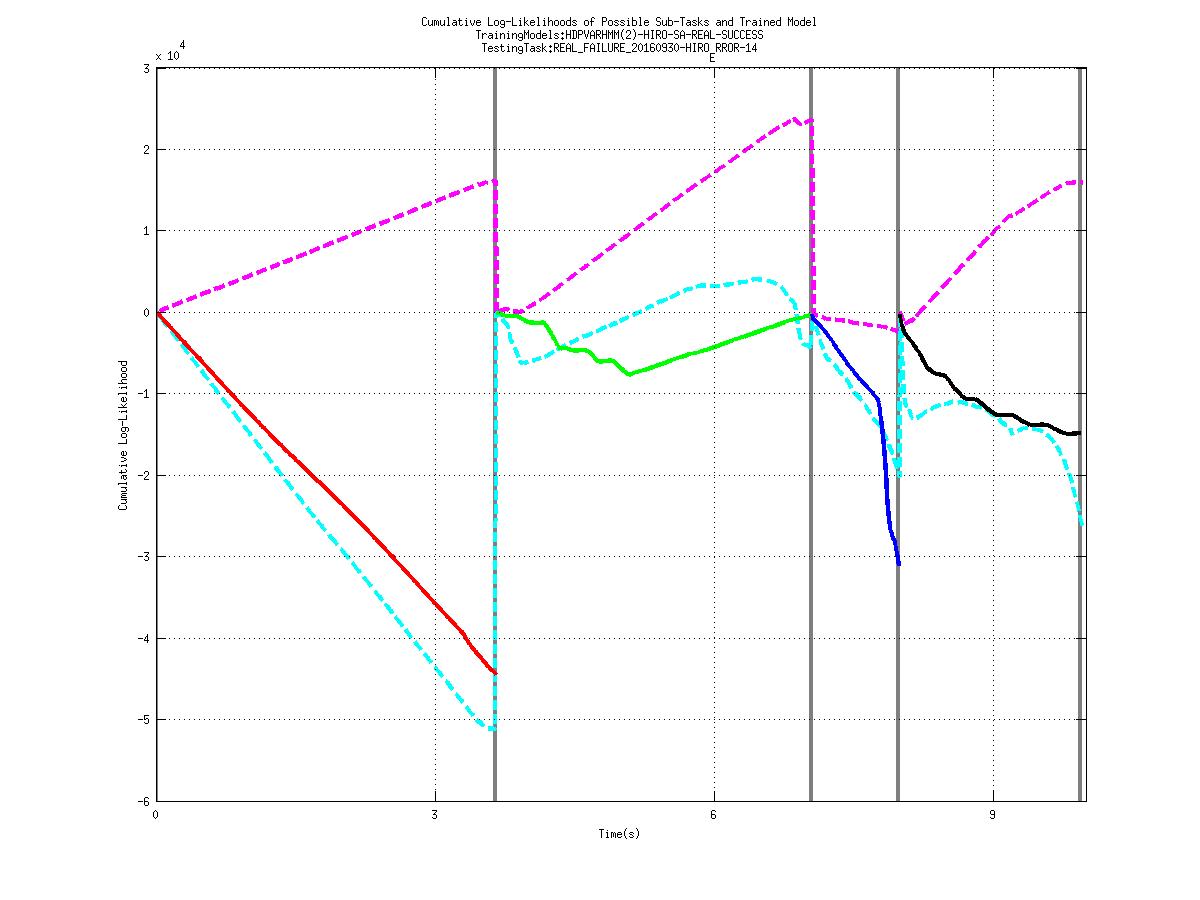 Cumulative Log-Likelihoods of Possible Sub-Tasks and Trained Model
TrainingModels:HDPVARHMM(2)-HIRO-SA-REAL-SUCCESS
TestingTask:REAL_FAILURE_20160930-HIRO_RROR-14
E
x 10
4
3
2
1
0
-1
-2
-3
-4
-5
-6
Cumulative Log-Likelihood
0
3
6
9
Time(s)